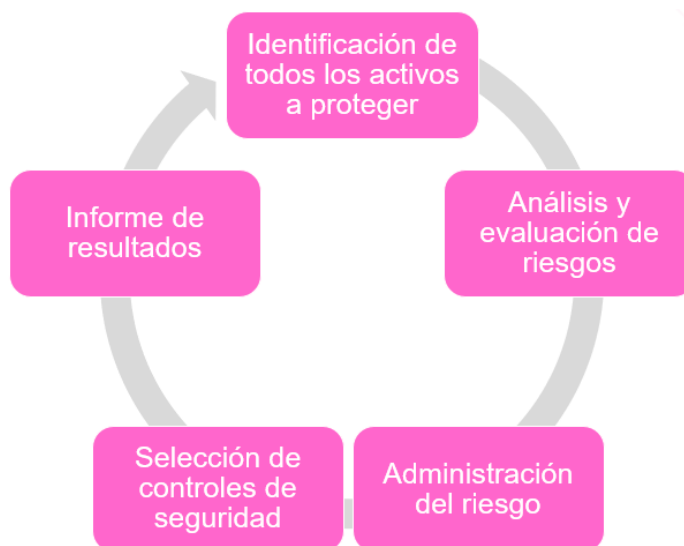 Identificación de
todos los activos
a proteger
Análisis y
evaluación de
riesgos
Administración
del riesgo
Selección de
controles de
seguridad
Informe de
resultados